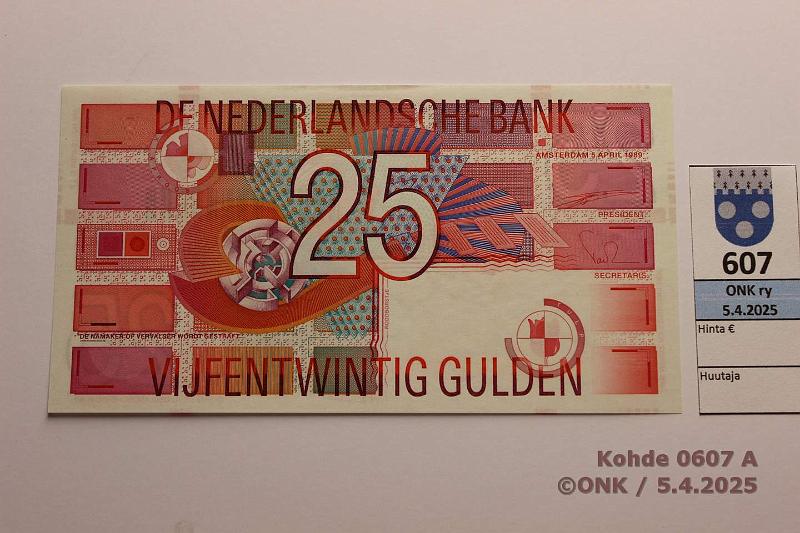 DE NEDERLANDSCHE BANK
AMSTERDAM 5 APRIL 1989
25
PRESIDENT
SECRETARIS
ROODBORSTJE
DE NAMAKER OF VERVALSER WORDT GESTRAFT
VIJFENTWINTIG GULDEN
607
ONK ry
5.4.2025
Hinta €
Huutaja
Kohde 0607 A
©ONK / 5.4.2025